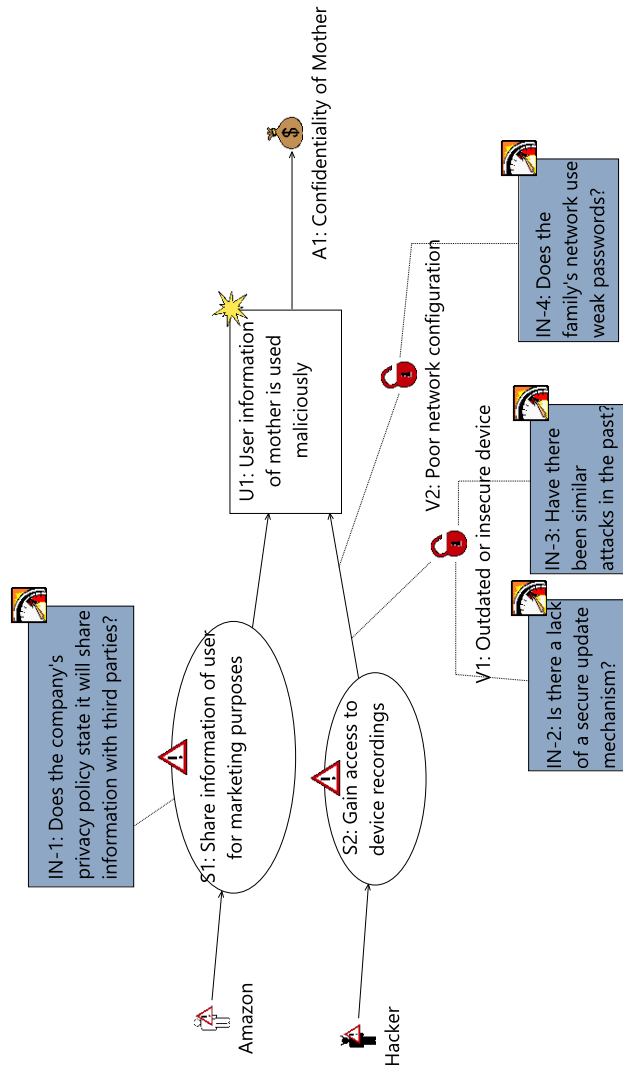 IN-1: Does the company's
privacy policy state it will share
information with third parties?
Amazon
S1: Share information of user
for marketing purposes
Hacker
S2: Gain access to
device recordings
U1: User information
of mother is used
maliciously
A1: Confidentiality of Mother
V2: Poor network configuration
V1: Outdated or insecure device
IN-2: Is there a lack
of a secure update
mechanism?
IN-3: Have there
been similar
attacks in the past?
IN-4: Does the
family's network use
weak passwords?